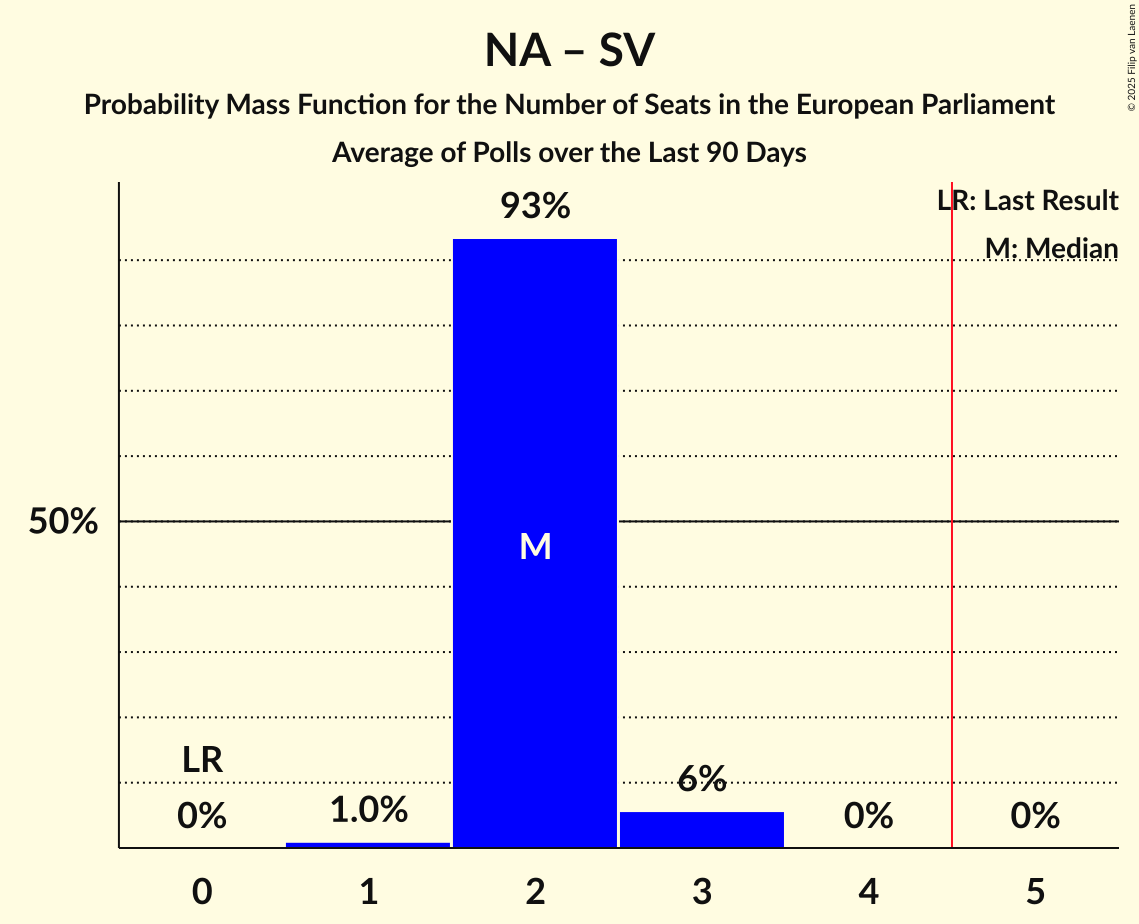 NA – SV
Probability Mass Function for the Number of Seats in the European Parliament
Average of Polls over the Last 90 Days
© 2025 Filip van Laenen
LR: Last Result
M: Median
93%
50%
M
LR
0%
1.0%
6%
0%
0%
0
1
2
3
4
5